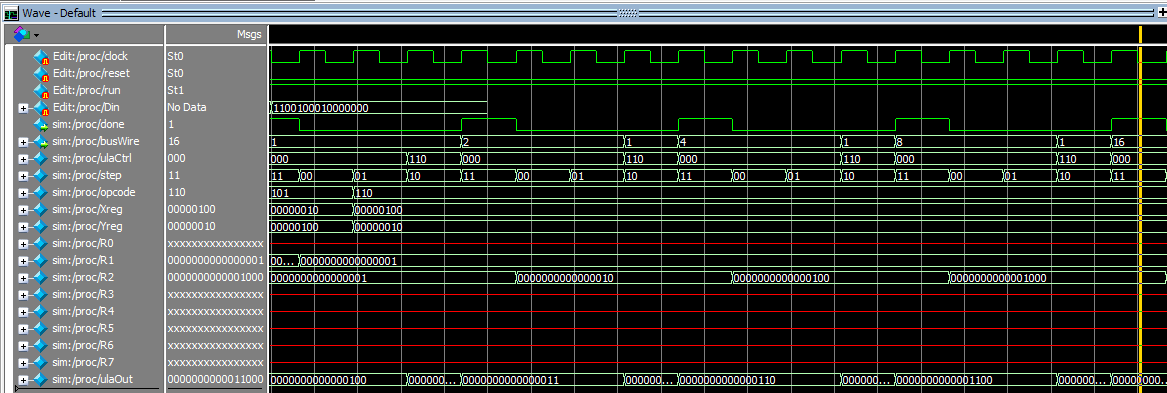 Wave - Default
Msgs
Edit:/proc/clock St0
Edit:/proc/reset St0
Edit:/proc/run St1
Edit:/proc/Din No Data 1100100010000000
sim:/proc/done 1
sim:/proc/busWire 16 1 2 1 4 1 8 1 16
sim:/proc/ulaCtrl 000 000 110 000 110 000 110 000 110 000
sim:/proc/step 11 11 00 01 10 11 00 01 10 11 00 01 10 11 00 01 10 11
sim:/proc/opcode 110 101 110
sim:/proc/Xreg 00000100 00000010 00000100
sim:/proc/Yreg 00000010 00000100 00000010
sim:/proc/R0 xxxxxxxxxxxxxxxx
sim:/proc/R1 0000000000000001 00... 0000000000000001
sim:/proc/R2 0000000000001000 0000000000000001 0000000000000010 0000000000000100 0000000000001000
sim:/proc/R3 xxxxxxxxxxxxxxxx
sim:/proc/R4 xxxxxxxxxxxxxxxx
sim:/proc/R5 xxxxxxxxxxxxxxxx
sim:/proc/R6 xxxxxxxxxxxxxxxx
sim:/proc/R7 xxxxxxxxxxxxxxxx
sim:/proc/ulaOut 0000000000011000 0000000000000100 000000... 0000000000000011 000000... 0000000000000110 000000... 0000000000001100 000000...